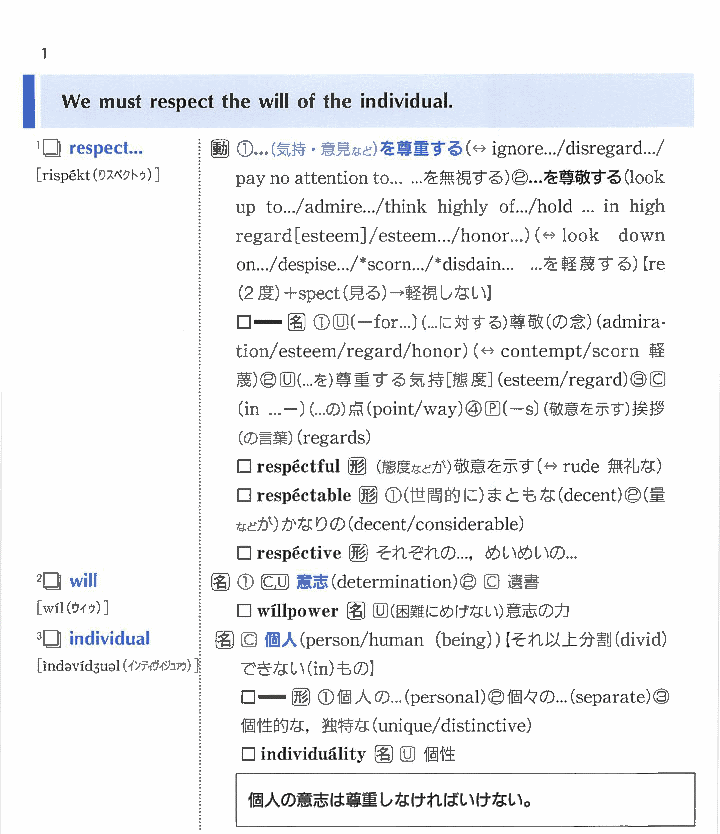 1
We must respect the will of the individual.
1□ respect... 動 ①…(気持・意見など)を尊重する(↔ ignore.../disregard.../
[rispékt(リスペクトゥ)] pay no attention to... …を無視する)②…を尊敬する(look
up to.../admire.../think highly of.../hold ... in high
regard[esteem]/esteem.../honor...)(↔ look down
on.../despise.../*scorn.../*disdain... …を軽蔑する)【re
(2度)+spect(見る)→軽視しない】
□━ 名 ①Ⓤ(—for...)(…に対する)尊敬(の念)(admira-
tion/esteem/regard/honor)(↔ contempt/scorn 軽
蔑)②Ⓤ(…を)尊重する気持[態度](esteem/regard)③Ⓒ
(in ...—)(…の)点(point/way)④Ⓟ(—s)(敬意を示す)挨拶
(の言葉)(regards)
□ respéctful 形 (態度などが)敬意を示す(↔ rude 無礼な)
□ respéctable 形 ①(世間的に)まともな(decent)②(量
などが)かなりの(decent/considerable)
□ respéctive 形 それぞれの…, めいめいの…
2□ will 名 ① C,U 意志(determination)② Ⓒ 遺書
[wíl(ウィゥ)] □ wíllpower 名 Ⓤ(困難にめげない)意志の力
3□ individual 名 Ⓒ 個人(person/human (being))【それ以上分割(divid)
[ìndəvídʒuəl(インディヴィジュアゥ)] できない(in)もの】
□━ 形 ①個人の…(personal)②個々の…(separate)③
個性的な, 独特な(unique/distinctive)
□ individuálity 名 Ⓤ 個性
個人の意志は尊重しなければいけない。